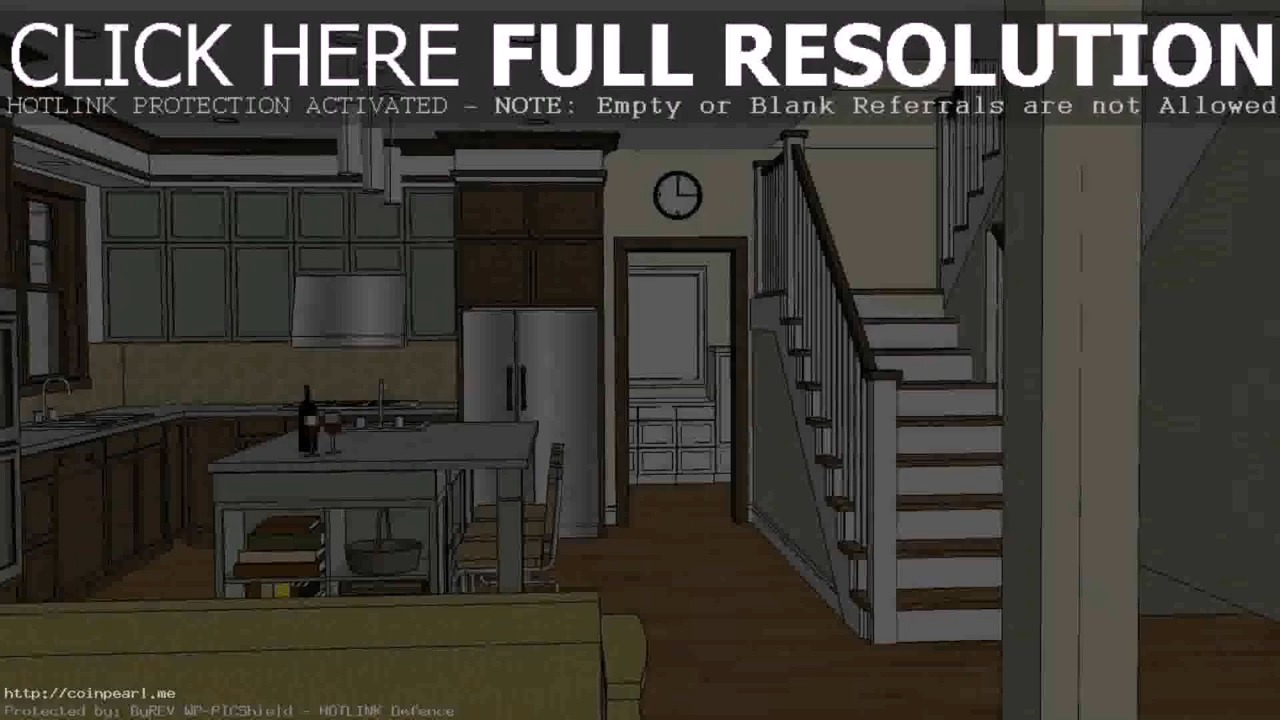 CLICK HERE FULL RESOLUTION
HOTLINK PROTECTION ACTIVATED - NOTE: Empty or Blank Referrals are not Allowed
http://coinpearl.me
Protected by: ByREV WP-PICShield - HOTLINK Defence